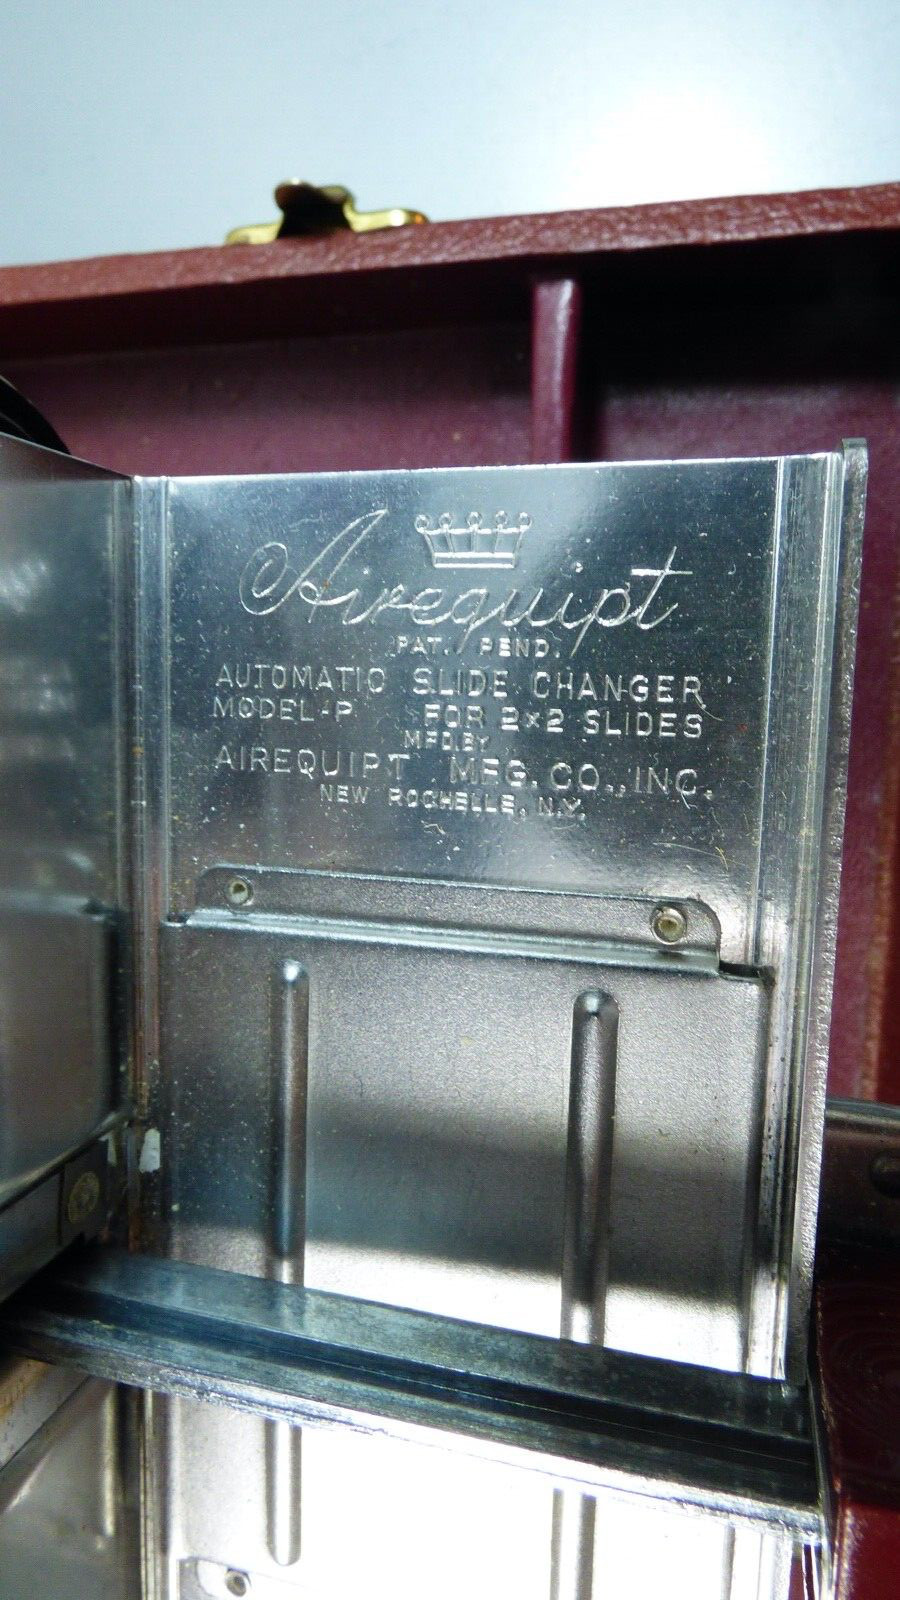 Airequipt
PAT. PEND.
AUTOMATIC SLIDE CHANGER
MODEL P FOR 2x2 SLIDES
MFD. BY
AIREQUIPT MFG. CO., INC.
NEW ROCHELLE, N.Y.